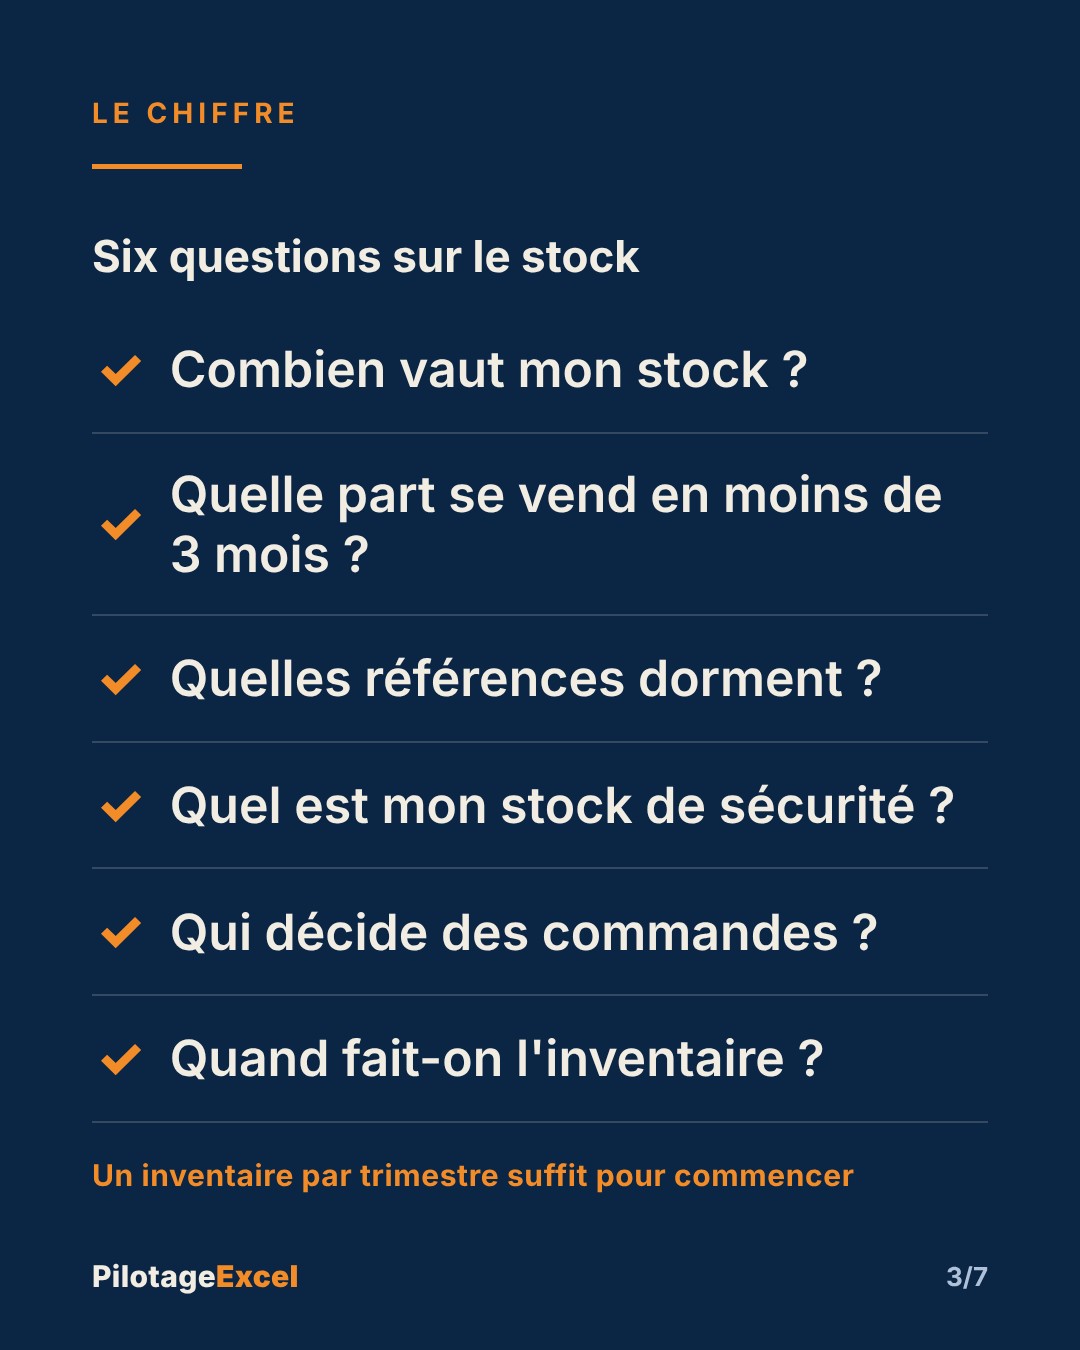 LE CHIFFRE
Six questions sur le stock
Combien vaut mon stock ?
Quelle part se vend en moins de
3 mois ?
Quelles références dorment ?
Quel est mon stock de sécurité ?
Qui décide des commandes ?
Quand fait-on l'inventaire ?
Un inventaire par trimestre suffit pour commencer
PilotageExcel
3/7